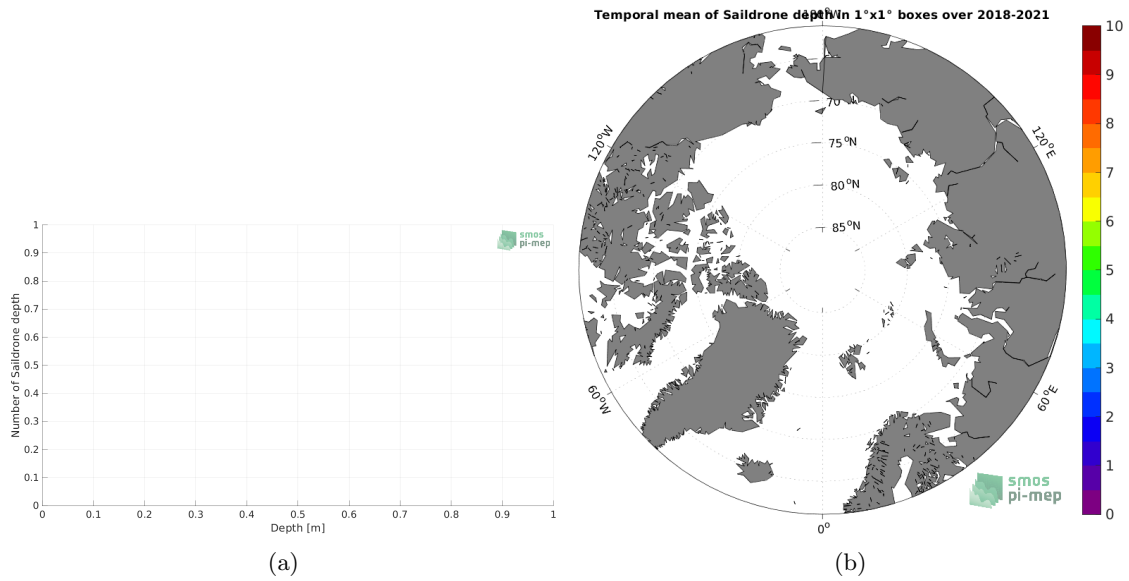 Temporal mean of Saildrone depth in 1°x1° boxes over 2018-2021
180°W
10
9
8
7
6
5
4
3
2
1
0
120°W
120°E
60°W
60°E
0°
70°N
75°N
80°N
85°N
smos
pi-mep
1
0.9
0.8
0.7
0.6
0.5
0.4
0.3
0.2
0.1
0
Number of Saildrone depth
0 0.1 0.2 0.3 0.4 0.5 0.6 0.7 0.8 0.9 1
Depth [m]
smos
pi-mep
(a)
(b)